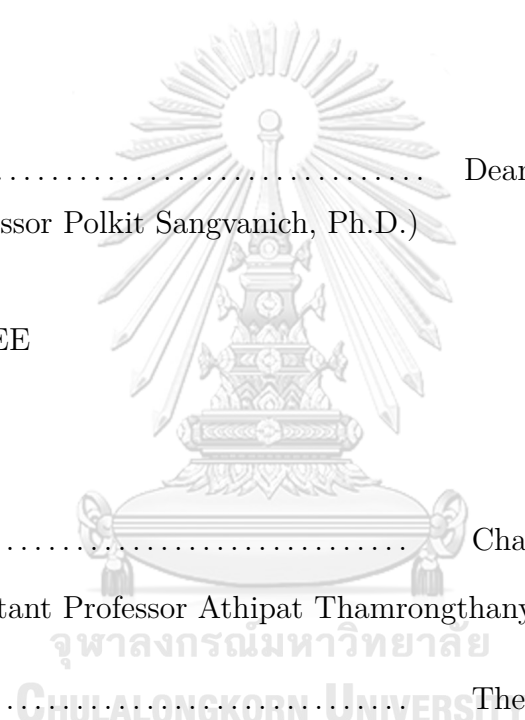 ................................ Dear
ssor Polkit Sangvanich, Ph.D.)
EE
................................ Cha
tant Professor Athipat Thamrongthany
จุฬาลงกรณ์มหาวิทยาลัย
................................ The
CHULALONGKORN UNIVERSITY